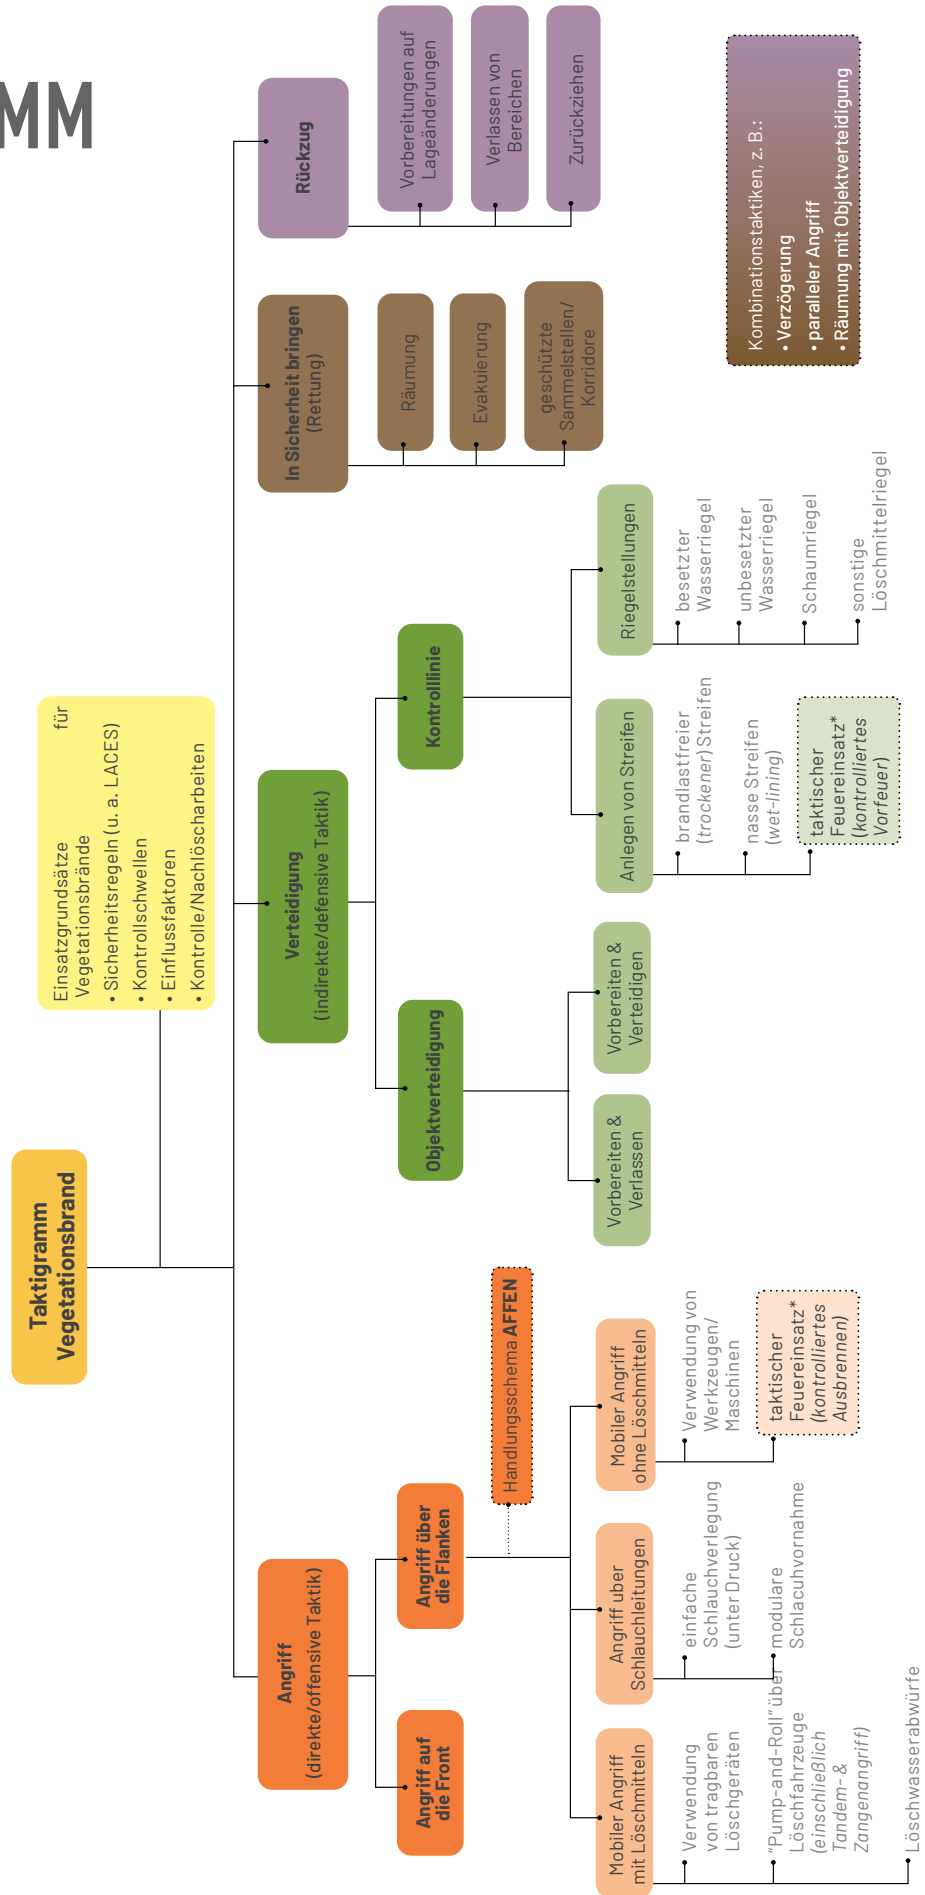 MM
Taktigramm
Vegetationsbrand
Einsatzgrundsätze für
Vegetationsbrände
• Sicherheitsregeln (u. a. LACES)
• Kontrollschwellen
• Einflussfaktoren
• Kontrolle/Nachlöscharbeiten
Angriff
(direkte/offensive Taktik)
Angriff auf
die Front
Angriff über
die Flanken
Handlungsschema AFFEN
Mobiler Angriff
mit Löschmitteln
Verwendung
von tragbaren
Löschgeräten
"Pump-and-Roll" über
Löschfahrzeuge
(einschließlich
Tandem- &
Zangenangriff)
Löschwasserabwürfe
Angriff über
Schlauchleitungen
einfache
Schlauchverlegung
(unter Druck)
modulare
Schlacuhvornahme
Mobiler Angriff
ohne Löschmitteln
Verwendung von
Werkzeugen/
Maschinen
taktischer
Feuereinsatz*
(kontrolliertes
Ausbrennen)
Verteidigung
(indirekte/defensive Taktik)
Objektverteidigung
Vorbereiten &
Verlassen
Vorbereiten &
Verteidigen
Kontrolllinie
Anlegen von Streifen
brandlastfreier
(trockener) Streifen
nasse Streifen
(wet-lining)
taktischer
Feuereinsatz*
(kontrolliertes
Vorfeuer)
Riegelstellungen
besetzter
Wasserriegel
unbesetzter
Wasserriegel
Schaumriegel
sonstige
Löschmittelriegel
In Sicherheit bringen
(Rettung)
Räumung
Evakuierung
geschützte
Sammelstellen/
Korridore
Rückzug
Vorbereitungen auf
Lageänderungen
Verlassen von
Bereichen
Zurückziehen
Kombinationstaktiken, z. B.:
• Verzögerung
• paralleler Angriff
• Räumung mit Objektverteidigung